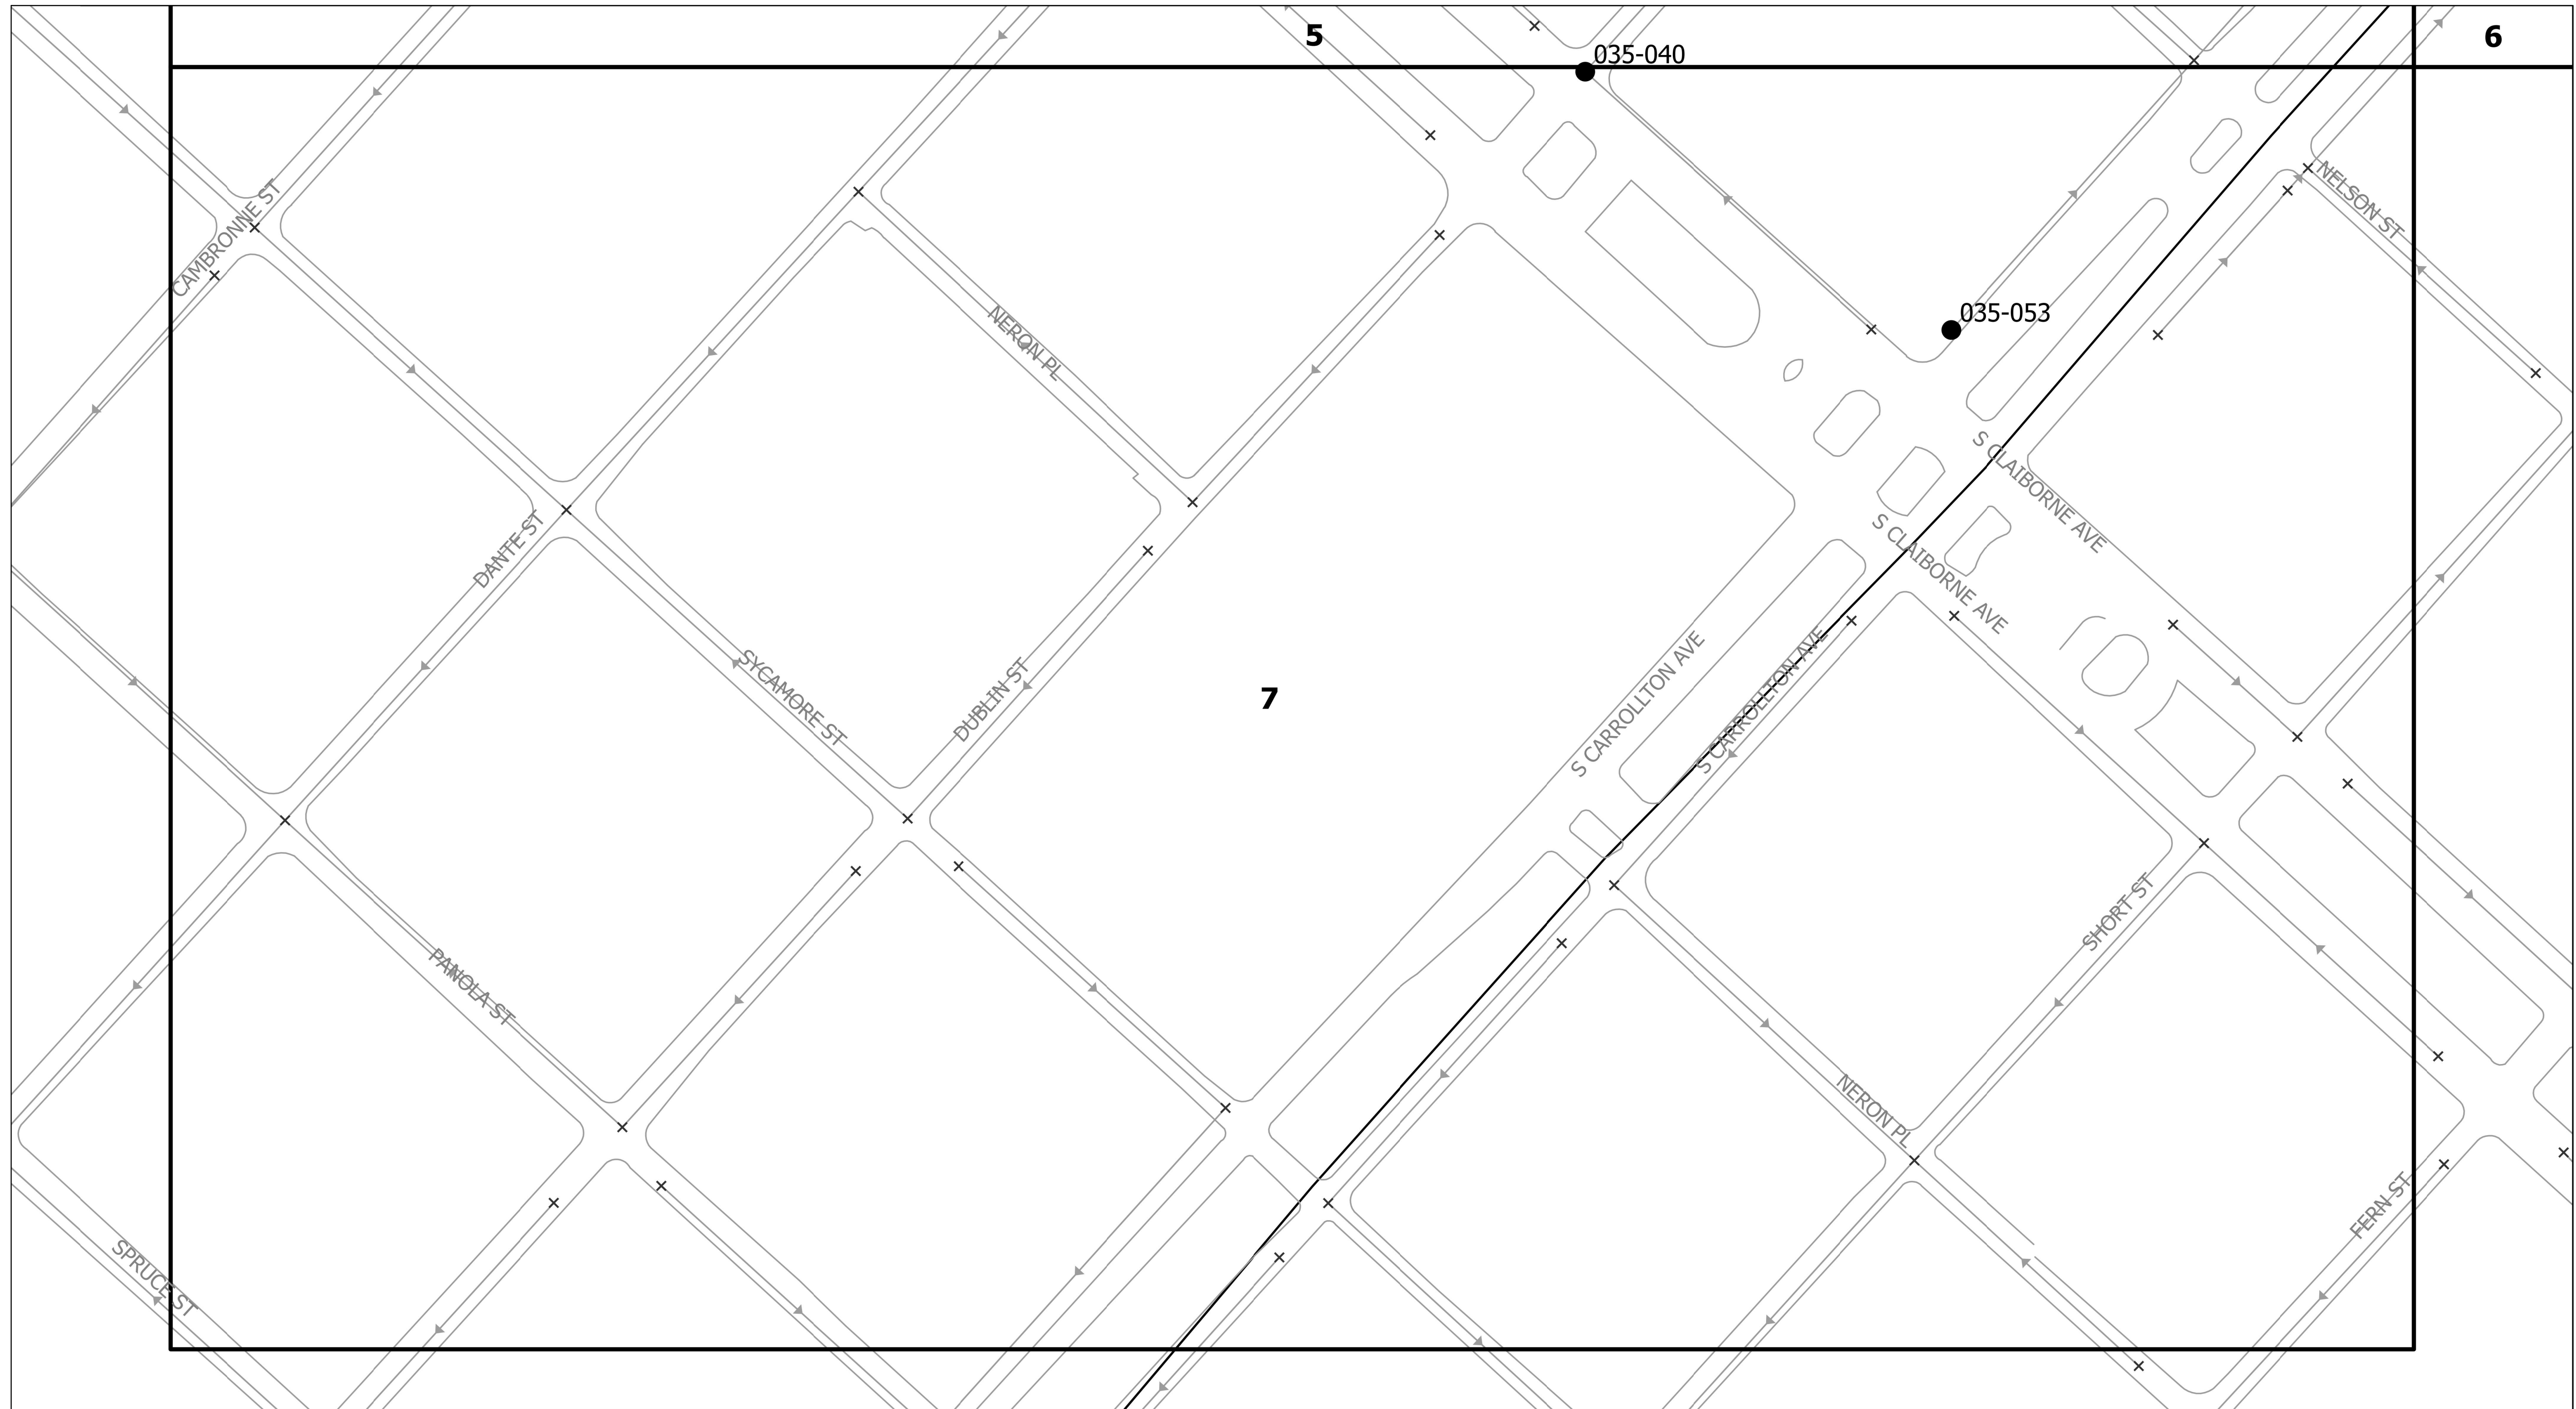 5
6
035-040
CAMBRONNE ST
NELSON ST
NERON PL
035-053
S CLAIBORNE AVE
S CLAIBORNE AVE
DANTE ST
SYCAMORE ST
DUBLIN ST
S CARROLLTON AVE
S CARROLLTON AVE
7
SHORT ST
PANOLA ST
NERON PL
FERN ST
SPRUCE ST